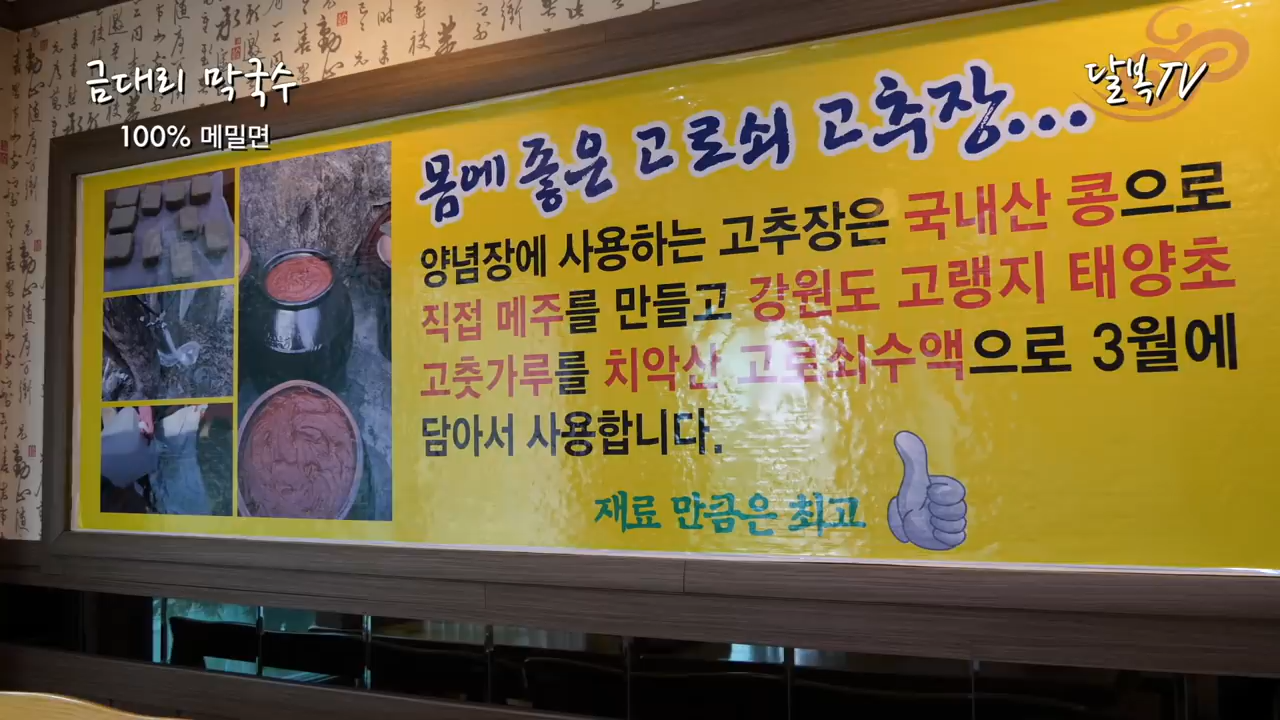 금대리 막국수
100% 메밀면
달복TV
몸에 좋은 고로쇠 고추장...
양념장에 사용하는 고추장은 국내산 콩으로
직접 메주를 만들고 강원도 고랭지 태양초
고춧가루를 치악산 고로쇠수액으로 3월에
담아서 사용합니다.
재료 만큼은 최고